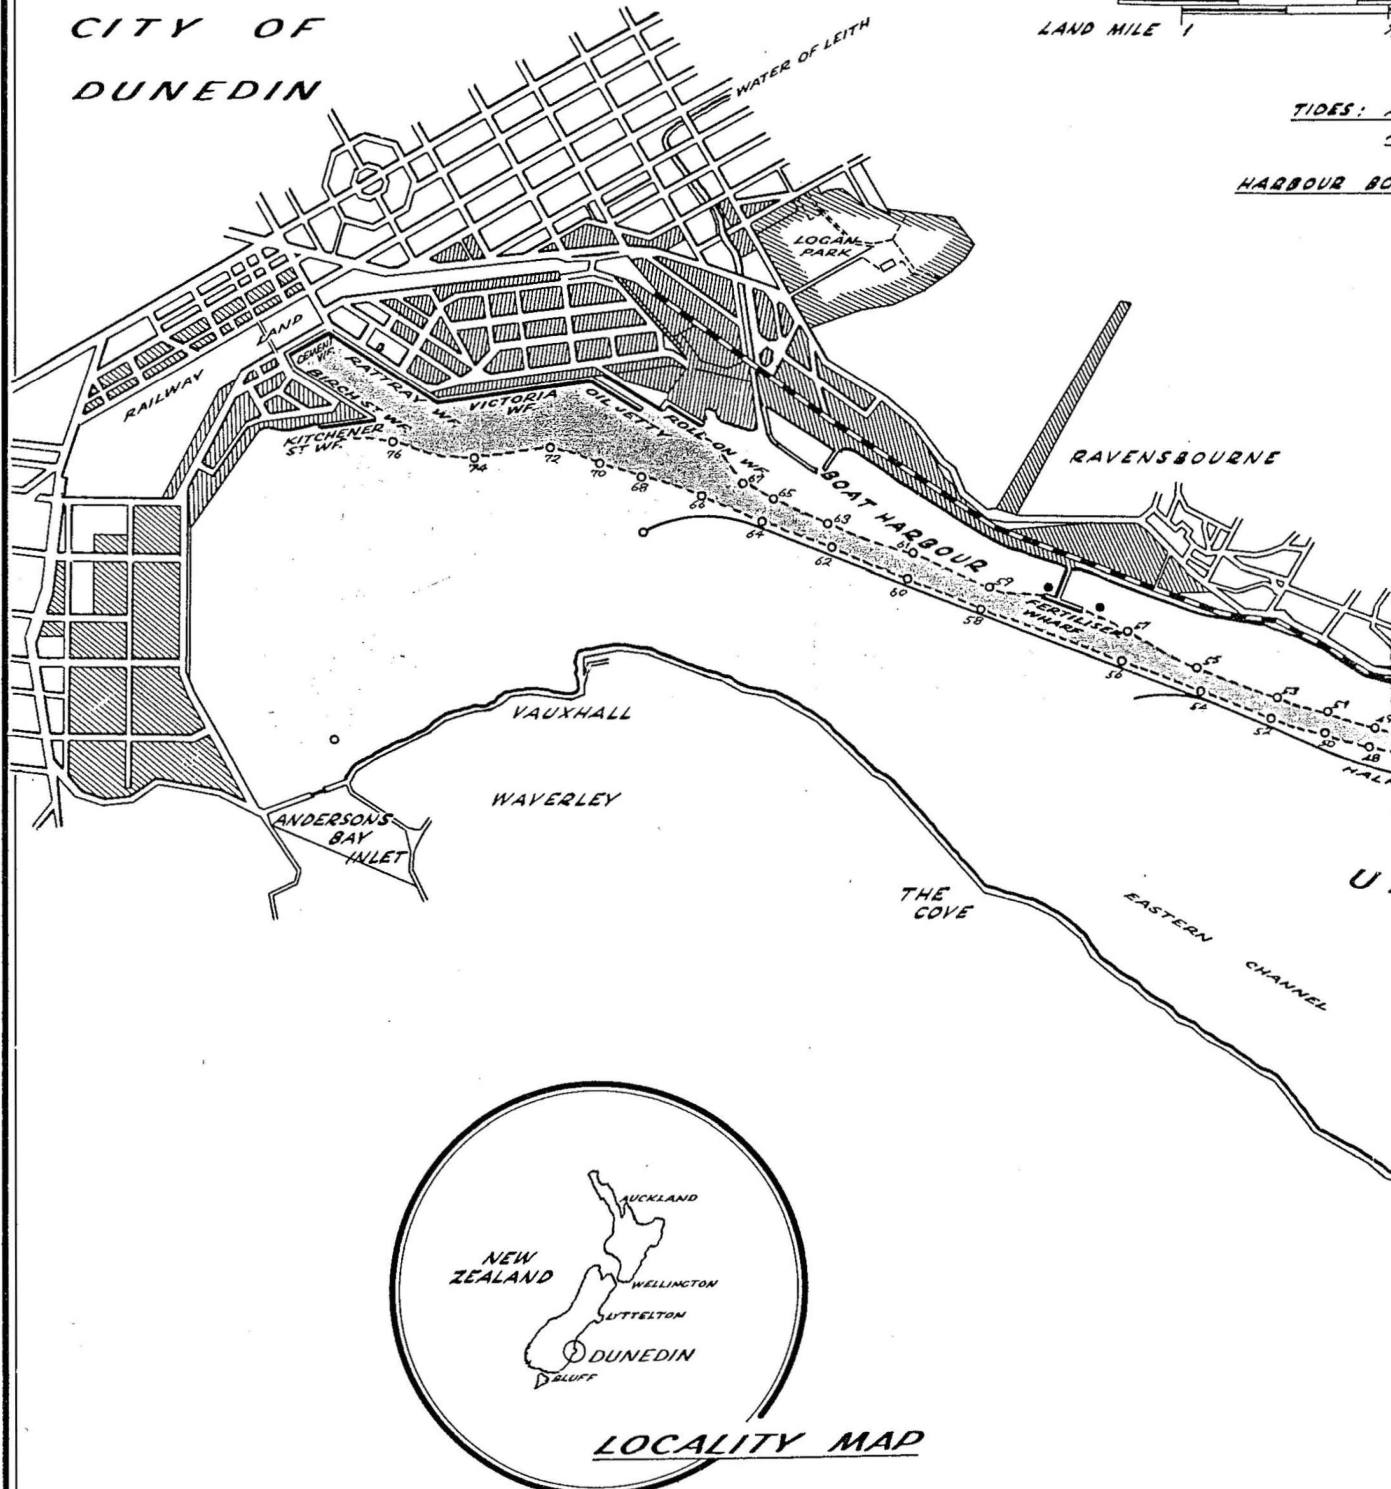 CITY OF
DUNEDIN
WATER OF LEITH
LAND MILE 1
TIDES:
HARBOUR
LOGAN
PARK
RAILWAY LAND
CEMENT
WF.
RATTRAY WF.
BIRCH ST WF.
KITCHENER
ST WF.
VICTORIA
WF.
OIL JETTY
ROLL-ON WF.
BOAT HARBOUR
RAVENSBOURNE
FERTILISER
WHARF
76
74
72
70
68
66
64
62
60
58
56
54
52
50
48
67
65
63
61
59
57
55
53
51
49
VAUXHALL
WAVERLEY
ANDERSONS
BAY
INLET
THE
COVE
EASTERN CHANNEL
U
NEW
ZEALAND
AUCKLAND
WELLINGTON
LYTTELTON
DUNEDIN
BLUFF
LOCALITY MAP